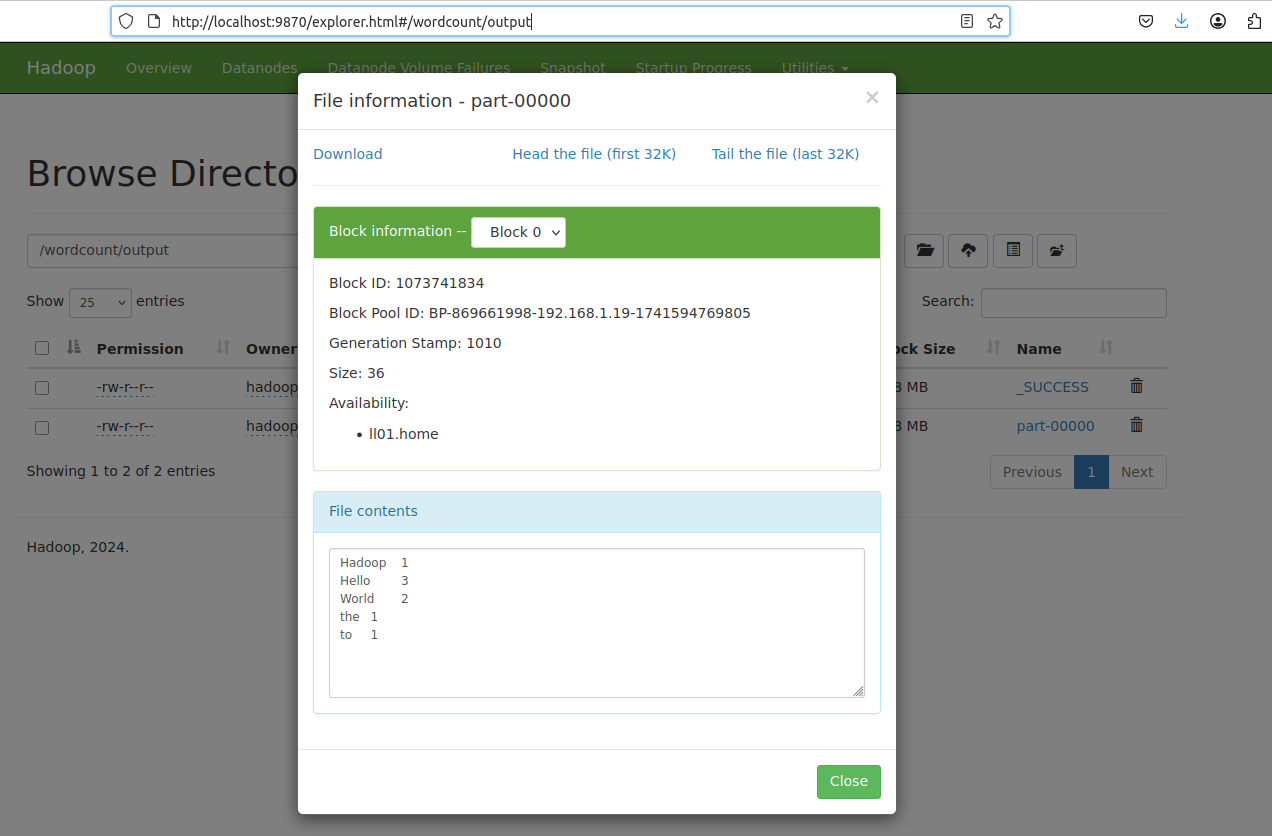 http://localhost:9870/explorer.html#/wordcount/output
Hadoop Overview Datanodes Datanode Volume Failures Snapshot Startup Progress Utilities
File information - part-00000 ×
Download Head the file (first 32K) Tail the file (last 32K)
Browse Directo
Block information -- Block 0
/wordcount/output
Block ID: 1073741834
Show 25 entries Search:
Block Pool ID: BP-869661998-192.168.1.19-1741594769805
Generation Stamp: 1010
Permission Owner ock Size Name
Size: 36
-rw-r--r-- hadoop MB _SUCCESS
Availability:
-rw-r--r-- hadoop MB part-00000
• ll01.home
Showing 1 to 2 of 2 entries Previous 1 Next
File contents
Hadoop, 2024.
Hadoop 1
Hello 3
World 2
the 1
to 1
Close